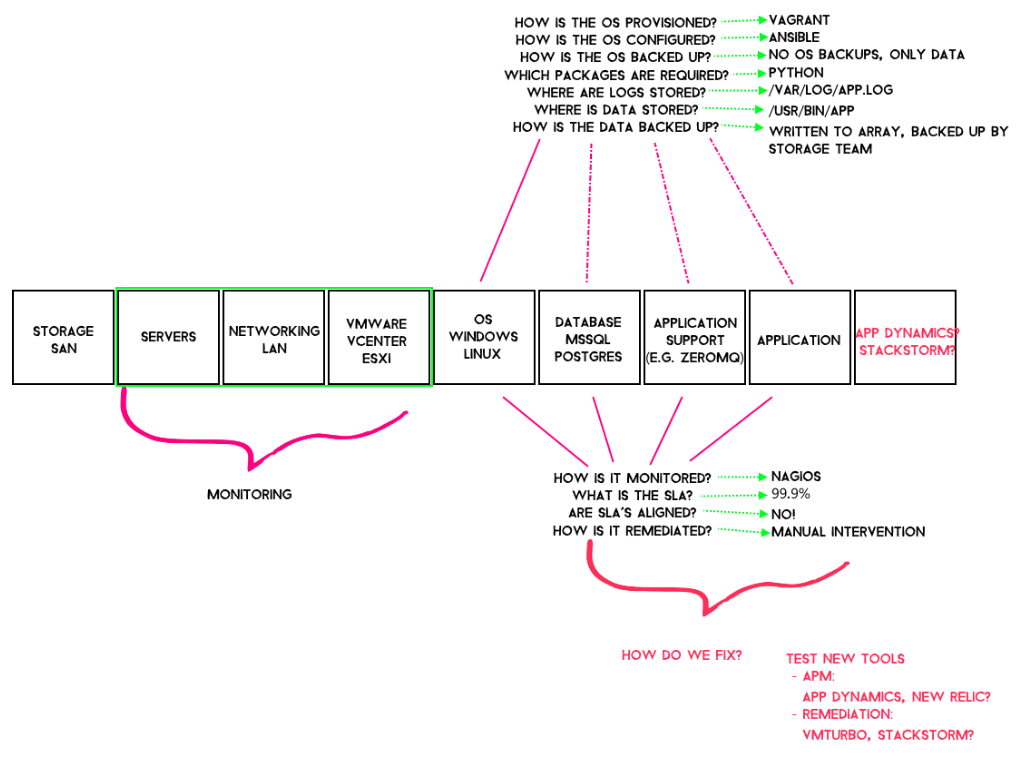 HOW IS THE OS PROVISIONED? VAGRANT
HOW IS THE OS CONFIGURED? ANSIBLE
HOW IS THE OS BACKED UP? NO OS BACKUPS, ONLY DATA
WHICH PACKAGES ARE REQUIRED? PYTHON
WHERE ARE LOGS STORED? /VAR/LOG/APP.LOG
WHERE IS DATA STORED? /USR/BIN/APP
HOW IS THE DATA BACKED UP? WRITTEN TO ARRAY, BACKED UP BY
STORAGE TEAM
STORAGE
SAN
SERVERS
NETWORKING
LAN
VMWARE
VCENTER
ESXI
OS
WINDOWS
LINUX
DATABASE
MSSQL
POSTGRES
APPLICATION
SUPPORT
(E.G. ZEROMQ)
APPLICATION
APP DYNAMICS?
STACKSTORM?
MONITORING
HOW IS IT MONITORED? NAGIOS
WHAT IS THE SLA? 99.9%
ARE SLA'S ALIGNED? NO!
HOW IS IT REMEDIATED? MANUAL INTERVENTION
HOW DO WE FIX?
TEST NEW TOOLS
- APM:
APP DYNAMICS, NEW RELIC?
- REMEDIATION:
VMTURBO, STACKSTORM?